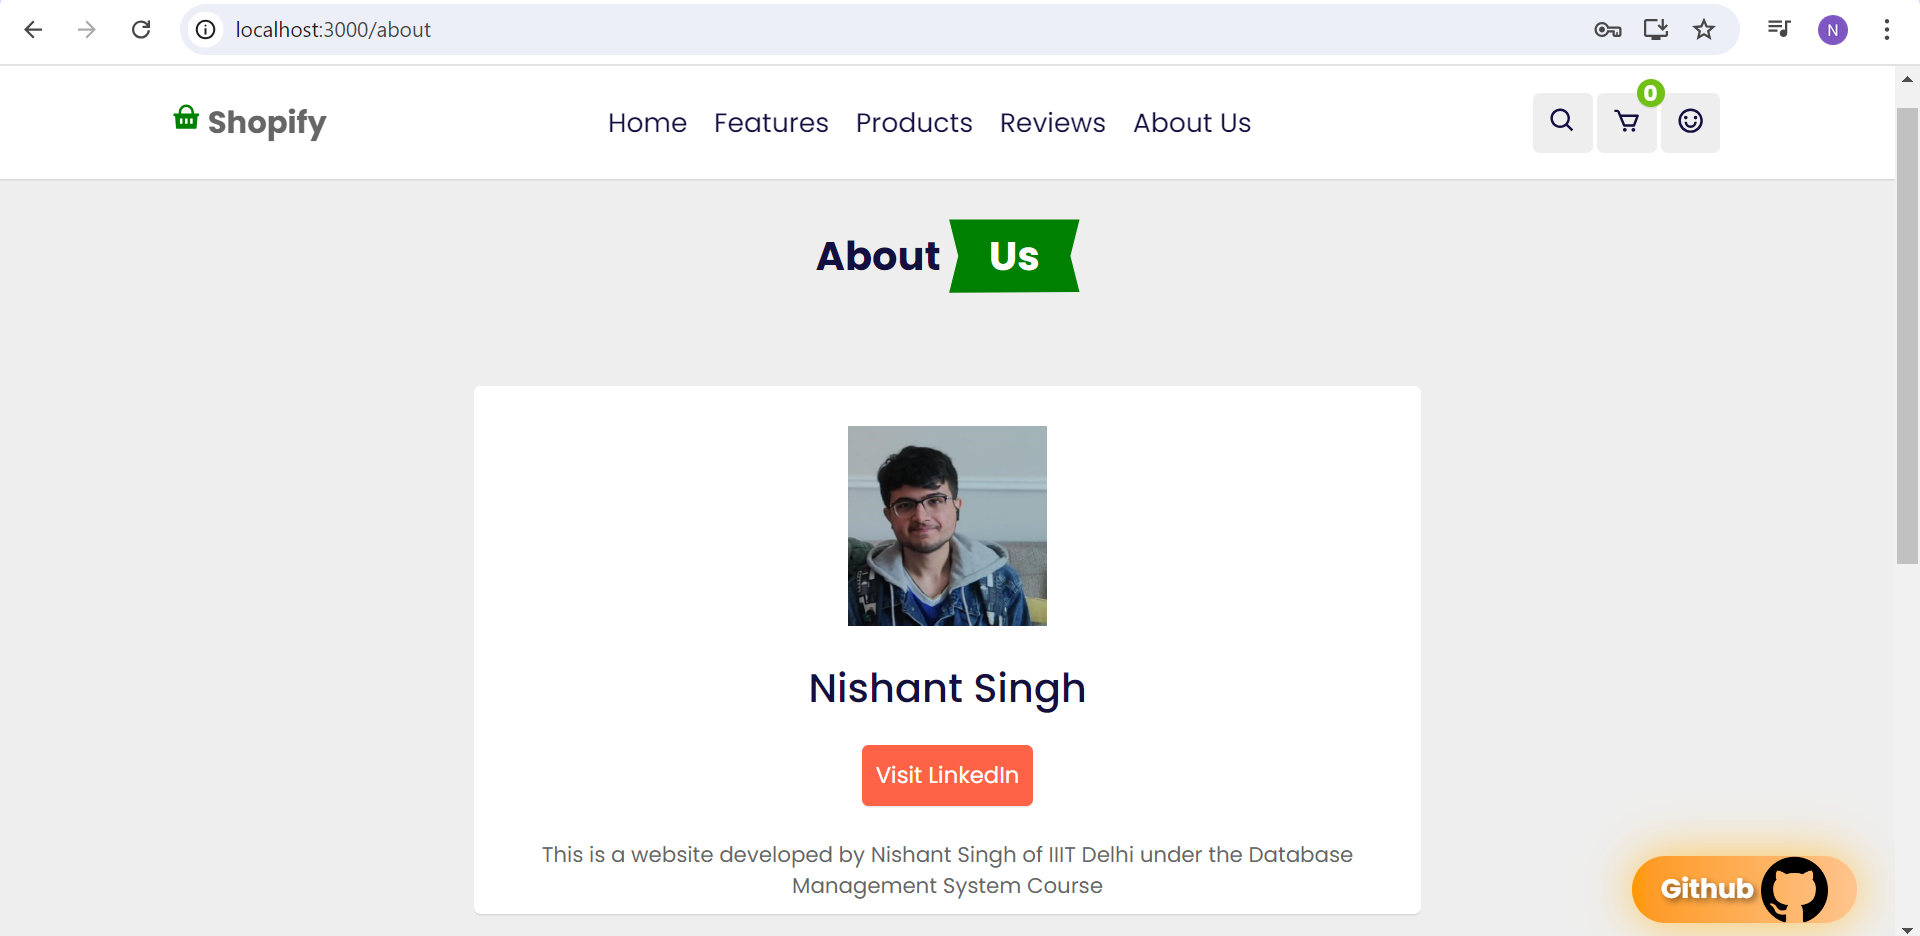 localhost:3000/about
N
Shopify
Home Features Products Reviews About Us
0
About Us
Nishant Singh
Visit LinkedIn
This is a website developed by Nishant Singh of IIIT Delhi under the Database
Management System Course
Github